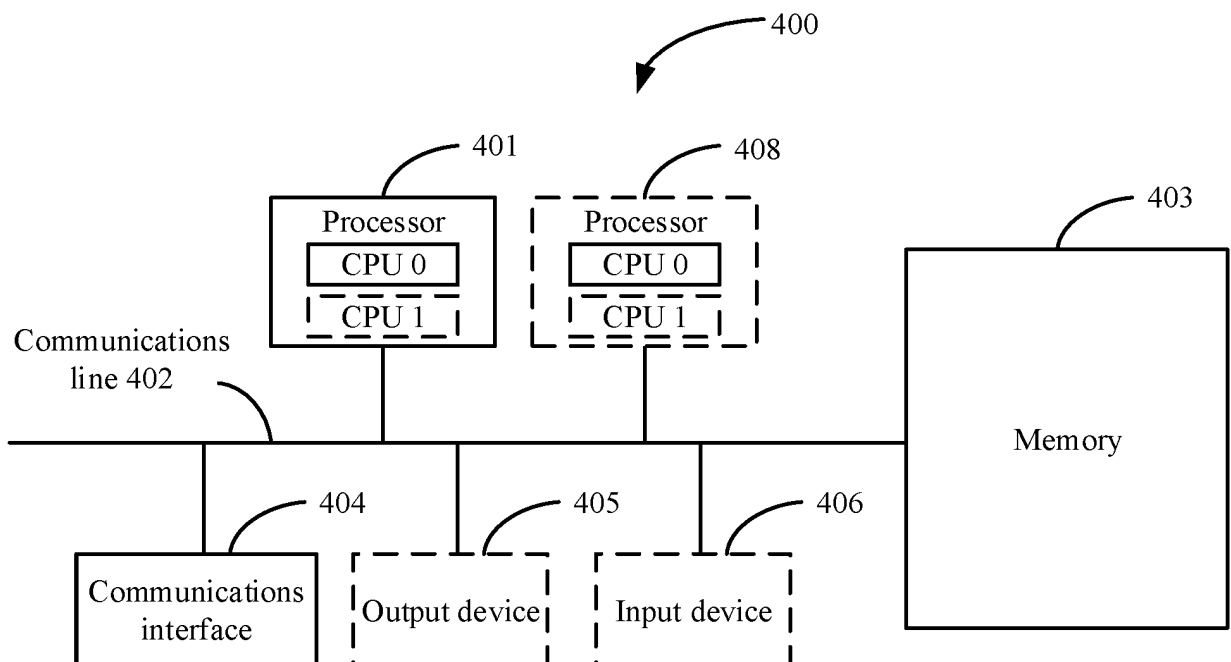 400
401
408
403
Processor
CPU 0
CPU 1
Processor
CPU 0
CPU 1
Communications
line 402
Memory
404
405
406
Communications
interface
Output device
Input device